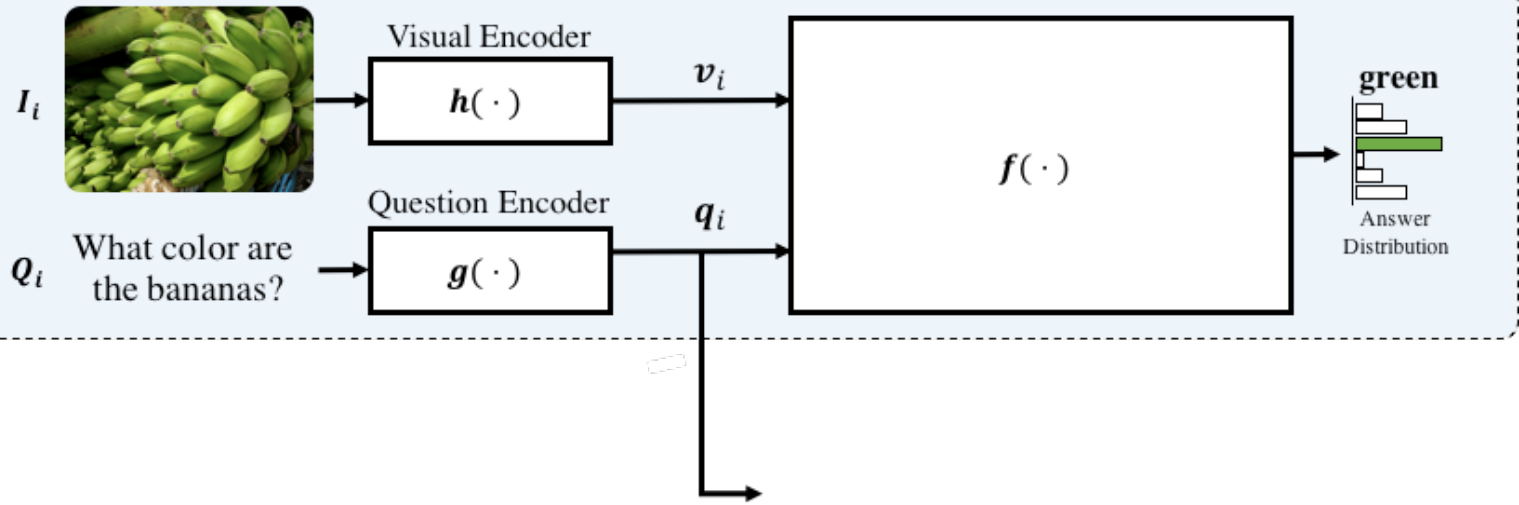 Visual Encoder
I_i
h( · )
v_i
f( · )
green
Answer
Distribution
Question Encoder
Q_i
What color are
the bananas?
g( · )
q_i